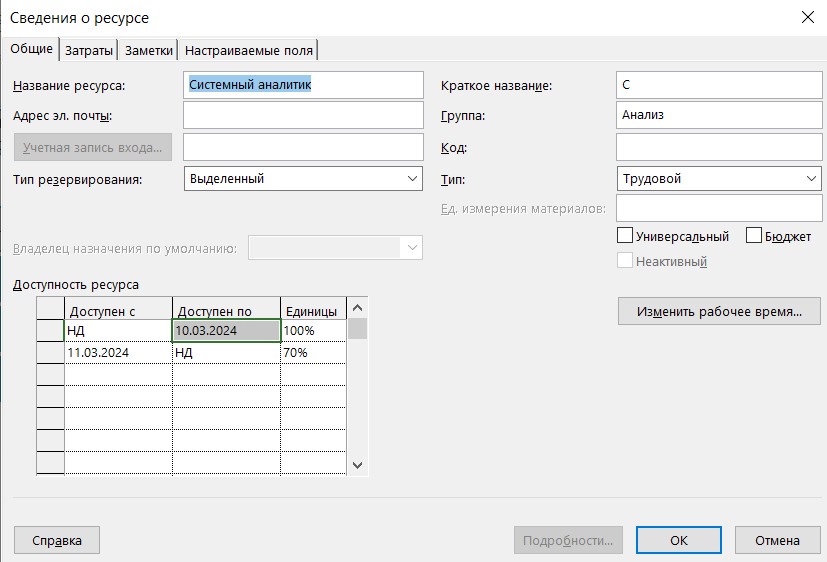 Сведения о ресурсе
Общие Затраты Заметки Настраиваемые поля
Название ресурса: Системный аналитик Краткое название: С
Адрес эл. почты: Группа: Анализ
Учетная запись входа... Код:
Тип резервирования: Выделенный Тип: Трудовой
Ед. измерения материалов:
Универсальный Бюджет
Владелец назначения по умолчанию: Неактивный
Доступность ресурса
Доступен с Доступен по Единицы Изменить рабочее время...
НД 10.03.2024 100%
11.03.2024 НД 70%
Справка Подробности... ОК Отмена